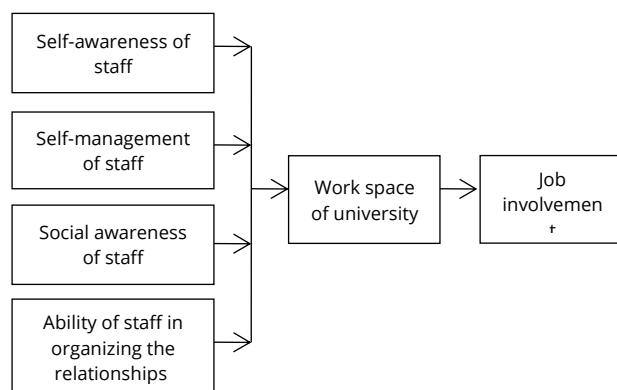 Self-awareness of
staff
Self-management
of staff
Social awareness
of staff
Ability of staff in
organizing the
relationships
Work space
of university
Job
involvemen
t